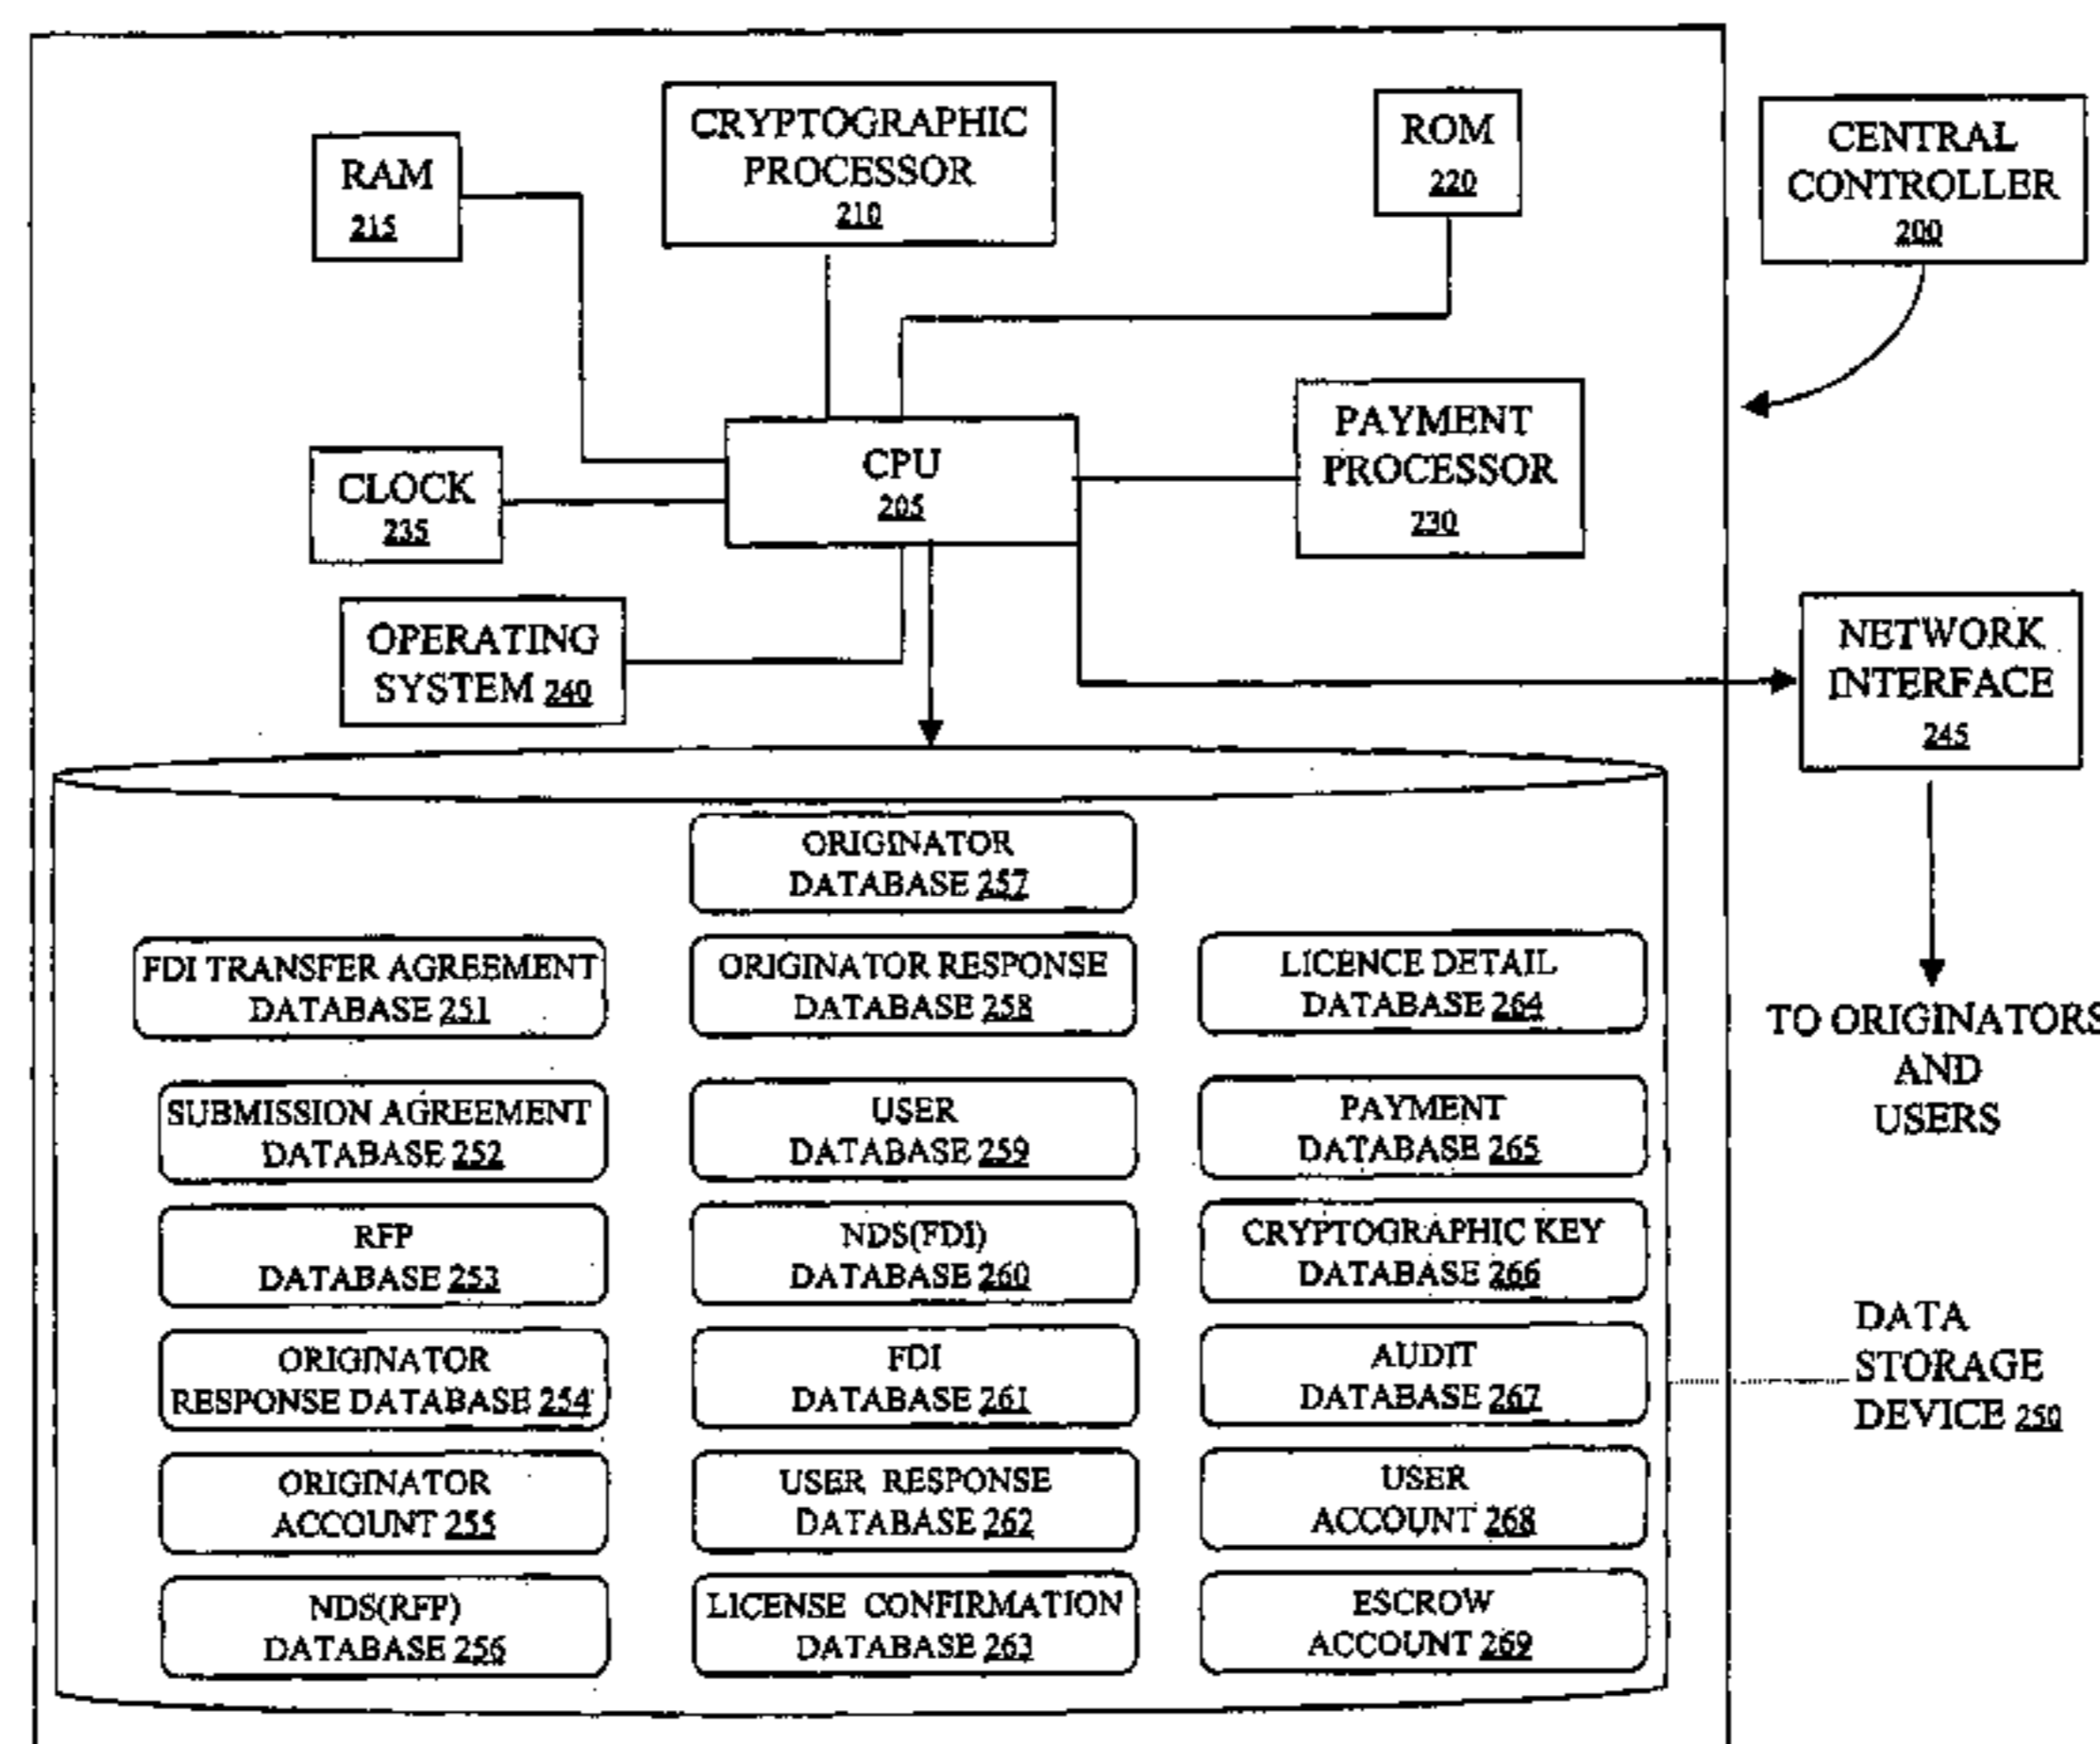 CRYPTOGRAPHIC
PROCESSOR
210
RAM
215
ROM
220
CENTRAL
CONTROLLER
200
CLOCK
235
CPU
205
PAYMENT
PROCESSOR
230
OPERATING
SYSTEM 240
NETWORK
INTERFACE
245
TO ORIGINATORS
AND
USERS
ORIGINATOR
DATABASE 257
FDI TRANSFER AGREEMENT
DATABASE 251
ORIGINATOR RESPONSE
DATABASE 258
LICENCE DETAIL
DATABASE 264
SUBMISSION AGREEMENT
DATABASE 252
USER
DATABASE 259
PAYMENT
DATABASE 265
RFP
DATABASE 253
NDS(FDI)
DATABASE 260
CRYPTOGRAPHIC KEY
DATABASE 266
ORIGINATOR
RESPONSE DATABASE 254
FDI
DATABASE 261
AUDIT
DATABASE 267
DATA
STORAGE
DEVICE 250
ORIGINATOR
ACCOUNT 255
USER RESPONSE
DATABASE 262
USER
ACCOUNT 268
NDS(RFP)
DATABASE 256
LICENSE CONFIRMATION
DATABASE 263
ESCROW
ACCOUNT 269